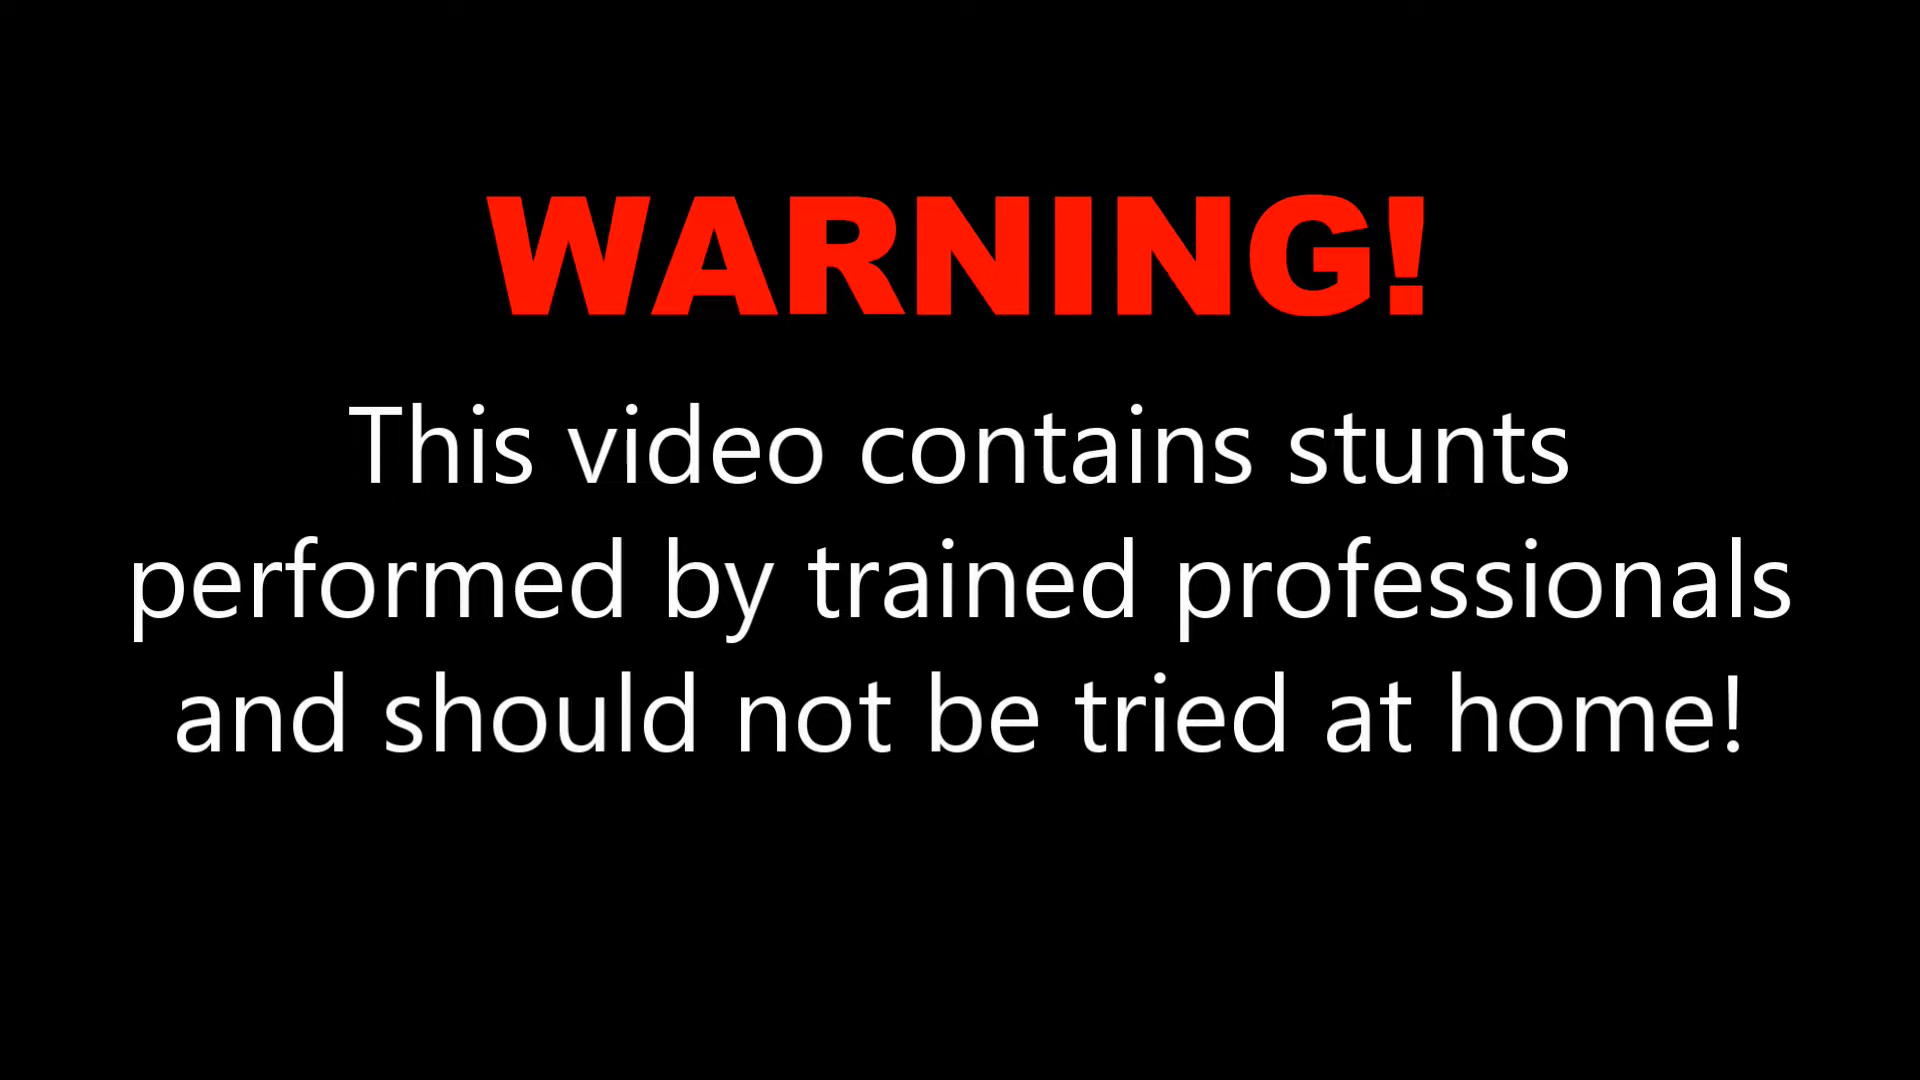 WARNING!
This video contains stunts
performed by trained professionals
and should not be tried at home!